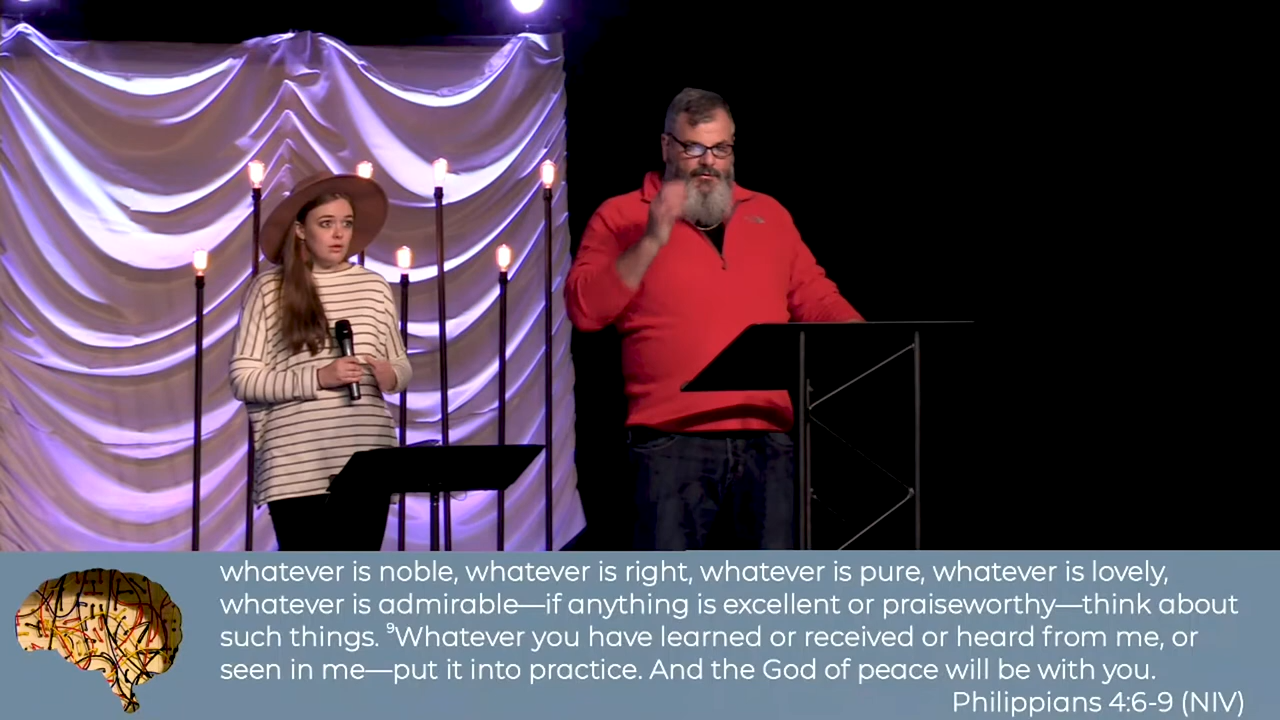 whatever is noble, whatever is right, whatever is pure, whatever is lovely,
whatever is admirable—if anything is excellent or praiseworthy—think about
such things. ⁹Whatever you have learned or received or heard from me, or
seen in me—put it into practice. And the God of peace will be with you.
Philippians 4:6-9 (NIV)